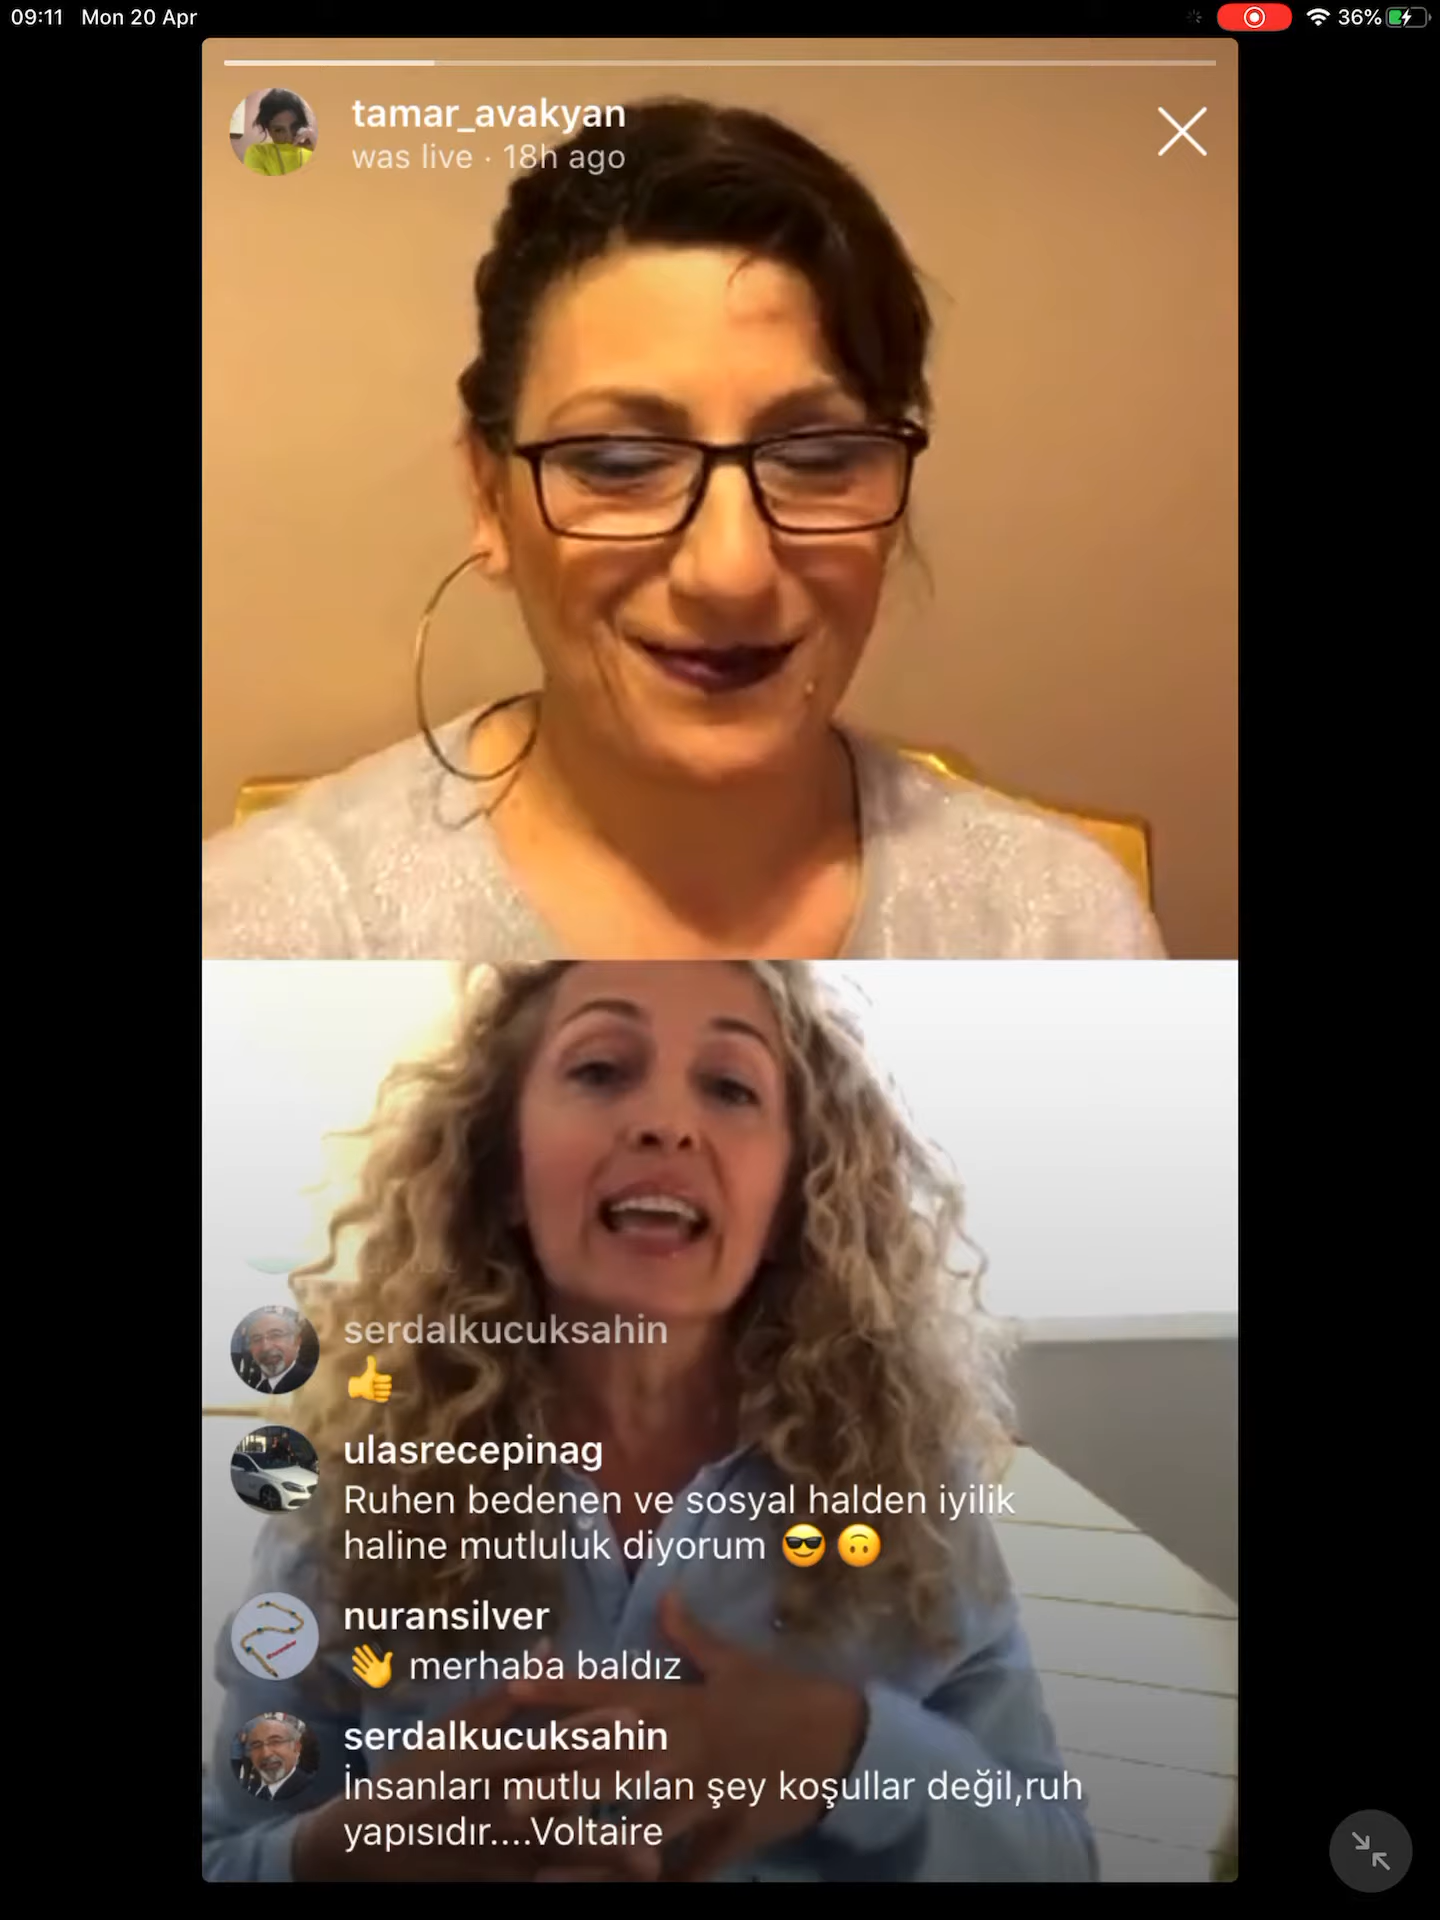 09:11 Mon 20 Apr 36%
tamar_avakyan
was live · 18h ago
serdalkucuksahin
👍
ulasrecepinag
Ruhen bedenen ve sosyal halden iyilik
haline mutluluk diyorum 😎 🙃
nuransilver
👋 merhaba baldız
serdalkucuksahin
İnsanları mutlu kılan şey koşullar değil,ruh
yapısıdır....Voltaire